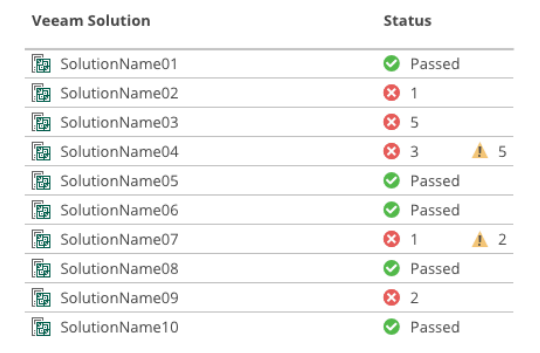 Veeam Solution Status
SolutionName01 Passed
SolutionName02 1
SolutionName03 5
SolutionName04 3 5
SolutionName05 Passed
SolutionName06 Passed
SolutionName07 1 2
SolutionName08 Passed
SolutionName09 2
SolutionName10 Passed